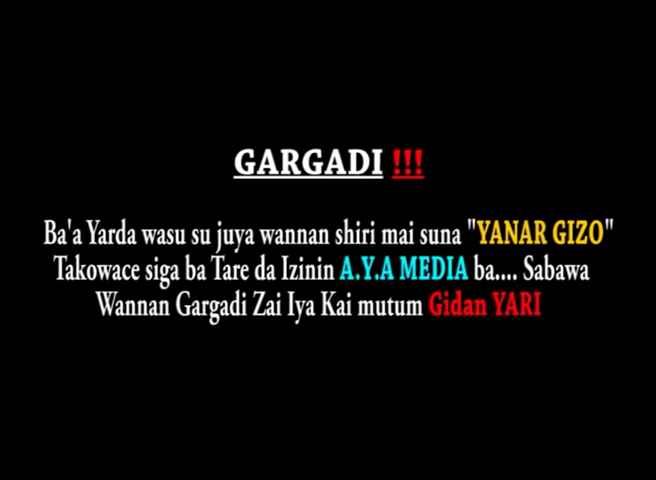 GARGADI !!!
Ba'a Yarda wasu su juya wannan shiri mai suna "YANAR GIZO"
Takowace siga ba Tare da Izinin A.Y.A MEDIA ba.... Sabawa
Wannan Gargadi Zai Iya Kai mutum Gidan YARI